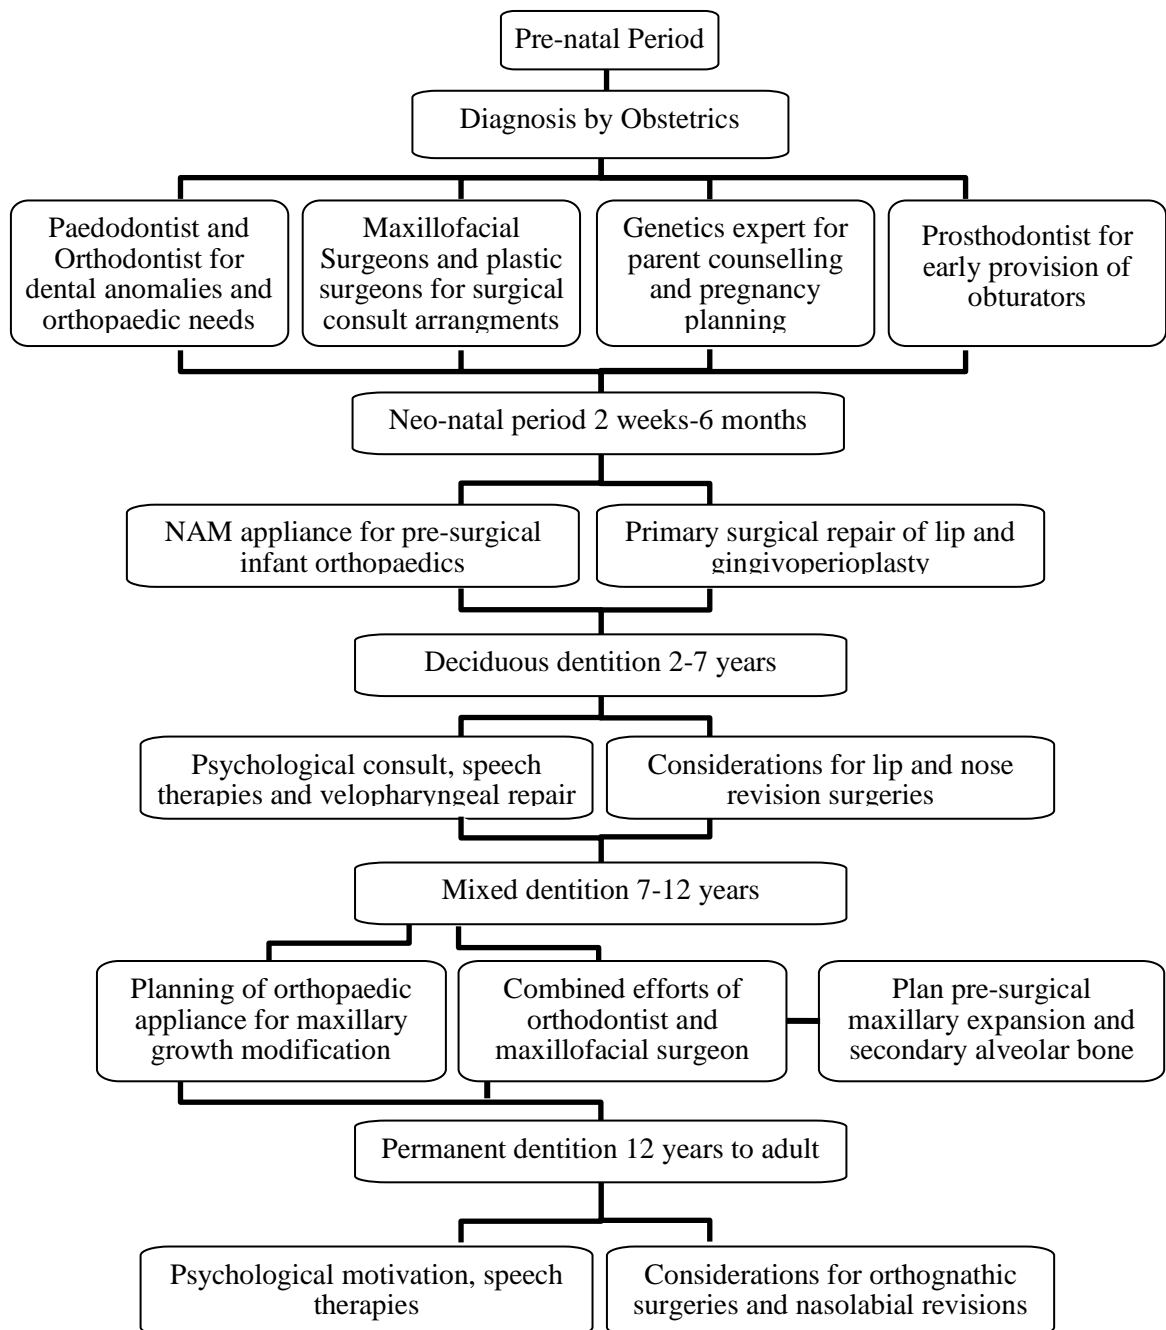 Pre-natal Period
Diagnosis by Obstetrics
Paedodontist and
Orthodontist for
dental anomalies and
orthopaedic needs
Maxillofacial
Surgeons and plastic
surgeons for surgical
consult arrangments
Genetics expert for
parent counselling
and pregnancy
planning
Prosthodontist for
early provision of
obturators
Neo-natal period 2 weeks-6 months
NAM appliance for pre-surgical
infant orthopaedics
Primary surgical repair of lip and
gingivoperioplasty
Deciduous dentition 2-7 years
Psychological consult, speech
therapies and velopharyngeal repair
Considerations for lip and nose
revision surgeries
Mixed dentition 7-12 years
Planning of orthopaedic
appliance for maxillary
growth modification
Combined efforts of
orthodontist and
maxillofacial surgeon
Plan pre-surgical
maxillary expansion and
secondary alveolar bone
Permanent dentition 12 years to adult
Psychological motivation, speech
therapies
Considerations for orthognathic
surgeries and nasolabial revisions